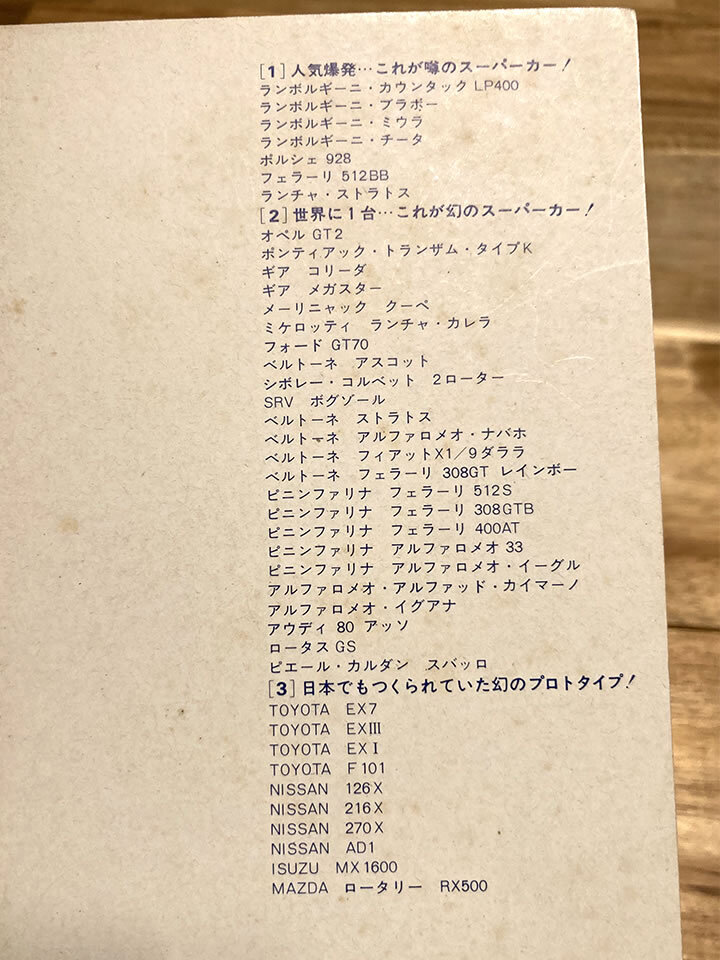 [1]人気爆発…これが噂のスーパーカー!
ランボルギーニ・カウンタック LP400
ランボルギーニ・ブラボー
ランボルギーニ・ミウラ
ランボルギーニ・チータ
ポルシェ 928
フェラーリ 512BB
ランチャ・ストラトス
[2]世界に1台…これが幻のスーパーカー!
オペル GT2
ポンティアック・トランザム・タイプK
ギア コリーダ
ギア メガスター
メーリニャック クーペ
ミケロッティ ランチャ・カレラ
フォード GT70
ベルトーネ アスコット
シボレー・コルベット 2ローター
SRV ボグゾール
ベルトーネ ストラトス
ベルトーネ アルファロメオ・ナバホ
ベルトーネ フィアットX1/9ダララ
ベルトーネ フェラーリ 308GT レインボー
ピニンファリナ フェラーリ 512S
ピニンファリナ フェラーリ 308GTB
ピニンファリナ フェラーリ 400AT
ピニンファリナ アルファロメオ 33
ピニンファリナ アルファロメオ・イーグル
アルファロメオ・アルファッド・カイマーノ
アルファロメオ・イグアナ
アウディ 80 アッソ
ロータス GS
ピエール・カルダン スバッロ
[3]日本でもつくられていた幻のプロトタイプ!
TOYOTA EX7
TOYOTA EXⅢ
TOYOTA EXⅠ
TOYOTA F101
NISSAN 126X
NISSAN 216X
NISSAN 270X
NISSAN AD1
ISUZU MX1600
MAZDA ロータリー RX500